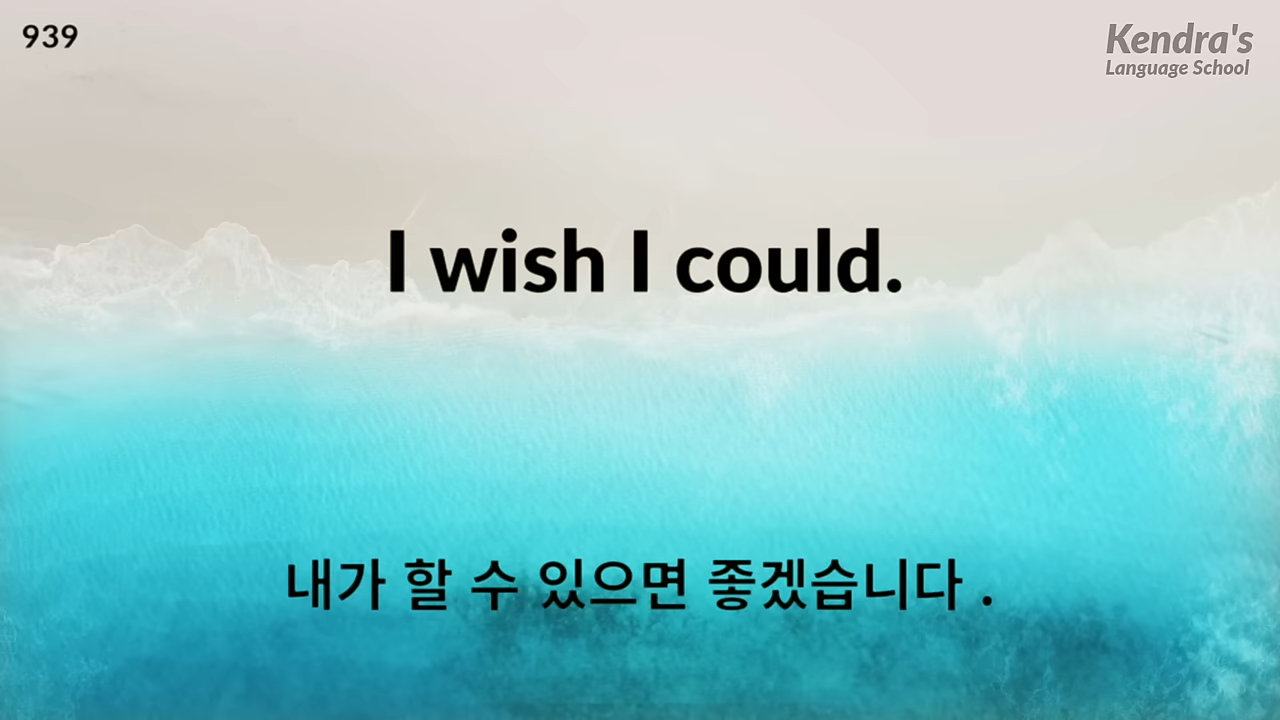 939
Kendra's
Language School
I wish I could.
내가 할 수 있으면 좋겠습니다 .